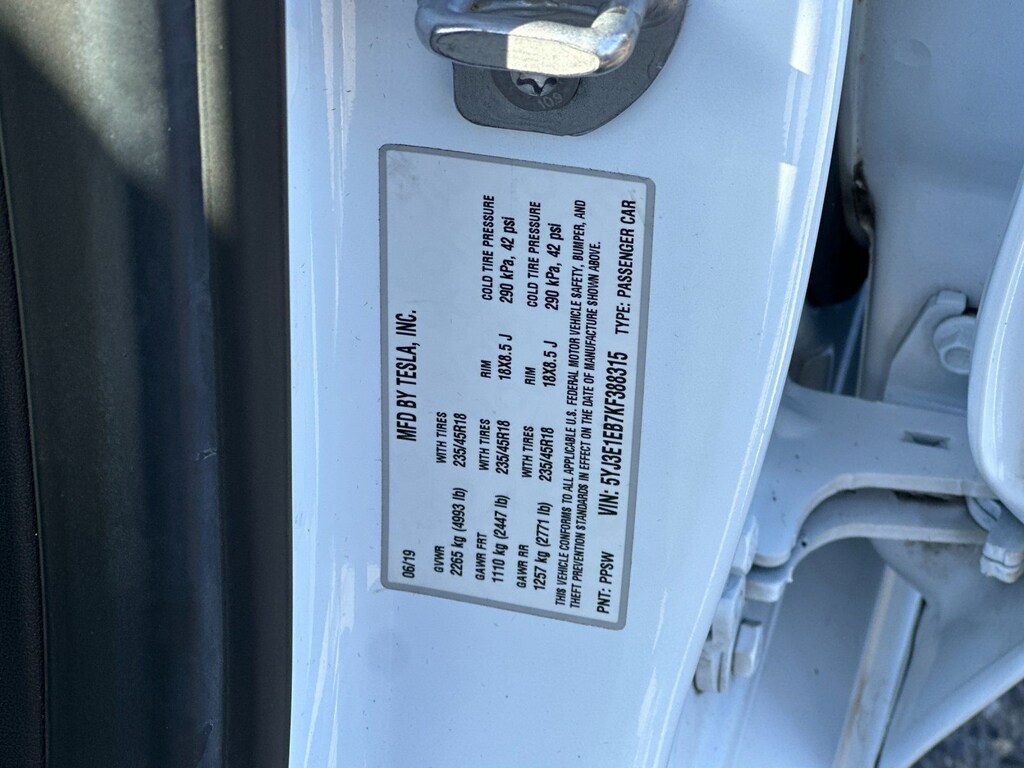 06/19 MFD BY TESLA, INC.
GVWR WITH TIRES
2265 kg (4993 lb) 235/45R18
GAWR FRT WITH TIRES RIM COLD TIRE PRESSURE
1110 kg (2447 lb) 235/45R18 18X8.5 J 290 kPa, 42 psi
GAWR RR WITH TIRES RIM COLD TIRE PRESSURE
1257 kg (2771 lb) 235/45R18 18X8.5 J 290 kPa, 42 psi
THIS VEHICLE CONFORMS TO ALL APPLICABLE U.S. FEDERAL MOTOR VEHICLE SAFETY, BUMPER, AND
THEFT PREVENTION STANDARDS IN EFFECT ON THE DATE OF MANUFACTURE SHOWN ABOVE.
PNT: PPSW VIN: 5YJ3E1EB7KF388315 TYPE: PASSENGER CAR